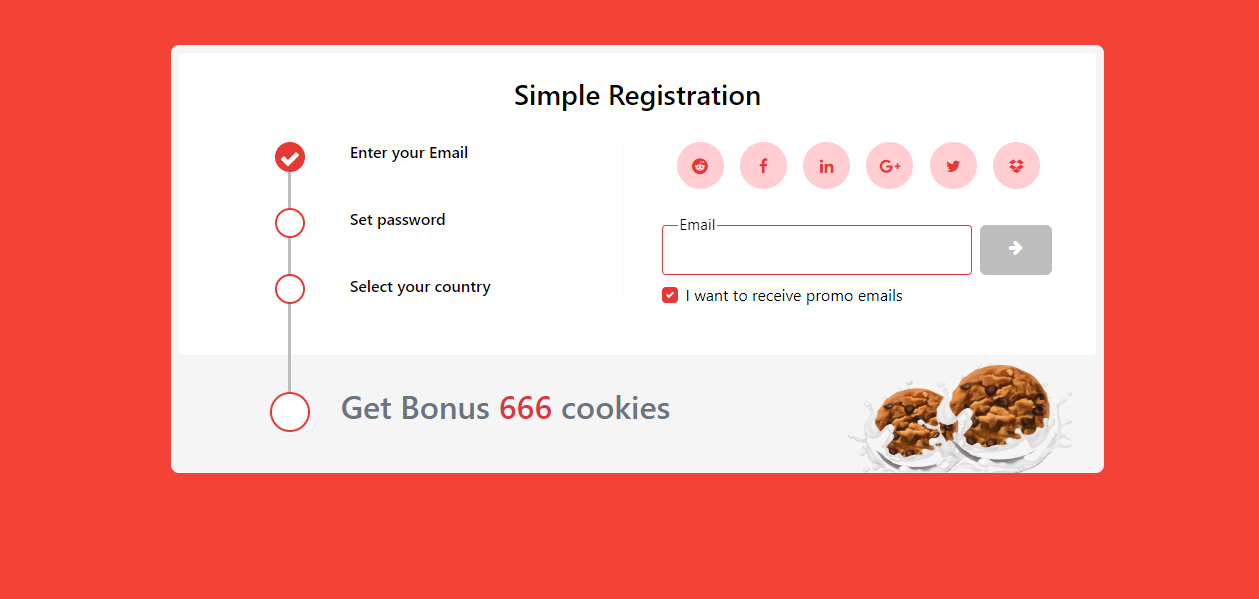 Simple Registration
Enter your Email
Set password
Select your country
Email
I want to receive promo emails
Get Bonus 666 cookies